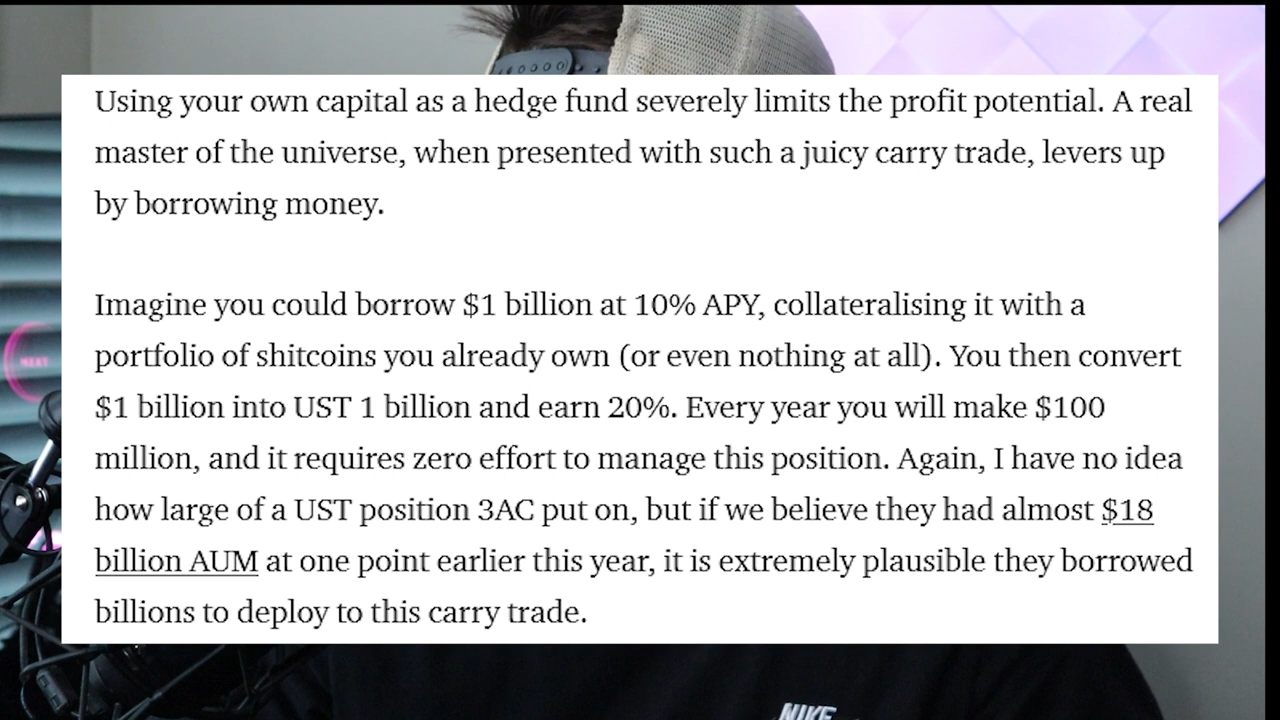 Using your own capital as a hedge fund severely limits the profit potential. A real
master of the universe, when presented with such a juicy carry trade, levers up
by borrowing money.
Imagine you could borrow $1 billion at 10% APY, collateralising it with a
portfolio of shitcoins you already own (or even nothing at all). You then convert
$1 billion into UST 1 billion and earn 20%. Every year you will make $100
million, and it requires zero effort to manage this position. Again, I have no idea
how large of a UST position 3AC put on, but if we believe they had almost $18
billion AUM at one point earlier this year, it is extremely plausible they borrowed
billions to deploy to this carry trade.
NEXT
NIKE